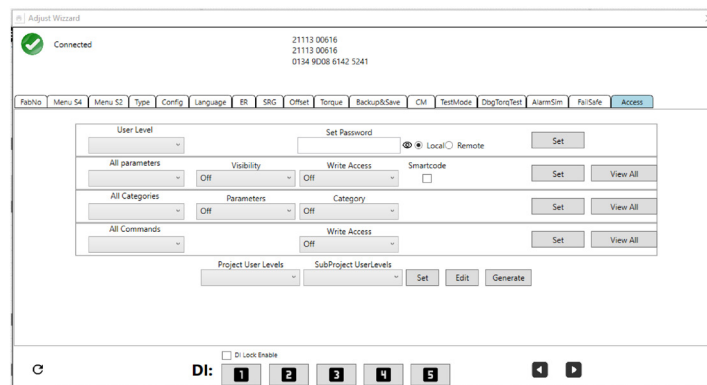 Adjust Wizzard
Connected
21113 00616
21113 00616
0134 9D08 6142 5241
FabNo Menu S4 Menu S2 Type Config Language ER SRG Offset Torque Backup&Save CM TestMode DbgTorqTest AlarmSim FailSafe Access
User Level Set Password
Local Remote Set
All parameters Visibility Write Access Smartcode
Off Off Set View All
All Categories Parameters Category
Off Off Set View All
All Commands Write Access
Off Set View All
Project User Levels SubProject UserLevels
Set Edit Generate
DI Lock Enable
DI: 1 2 3 4 5